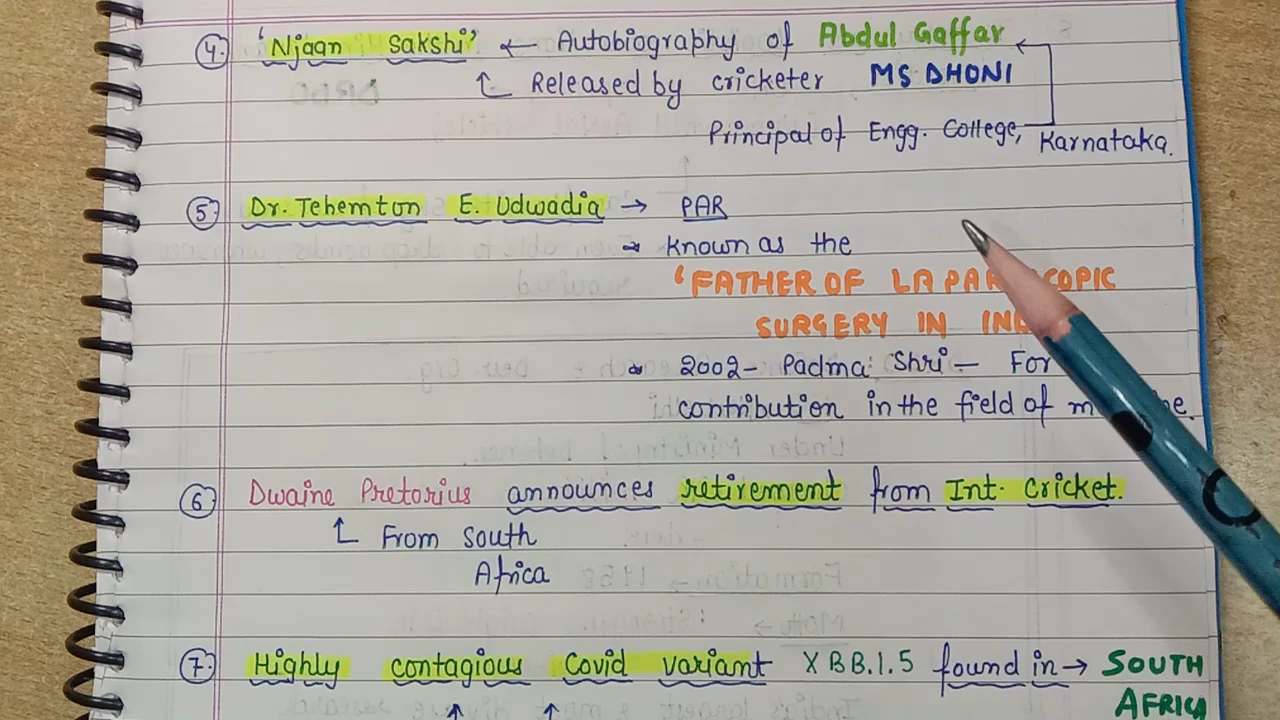 4. 'Njaan Sakshi' ← Autobiography of Abdul Gaffar
Released by cricketer MS DHONI
Principal of Engg. College, Karnataka.
5 Dr. Tehemton E. Udwadia → PAR
→ Known as the
'FATHER OF LAPAR COPIC
SURGERY IN IN
2002- Padma Shri - For
contribution in the field of
6 Dwaine Pretorius announces retirement from Int. Cricket.
From South
Africa
7. Highly contagious Covid variant XBB.1.5 found in → SOUTH
AFRICA